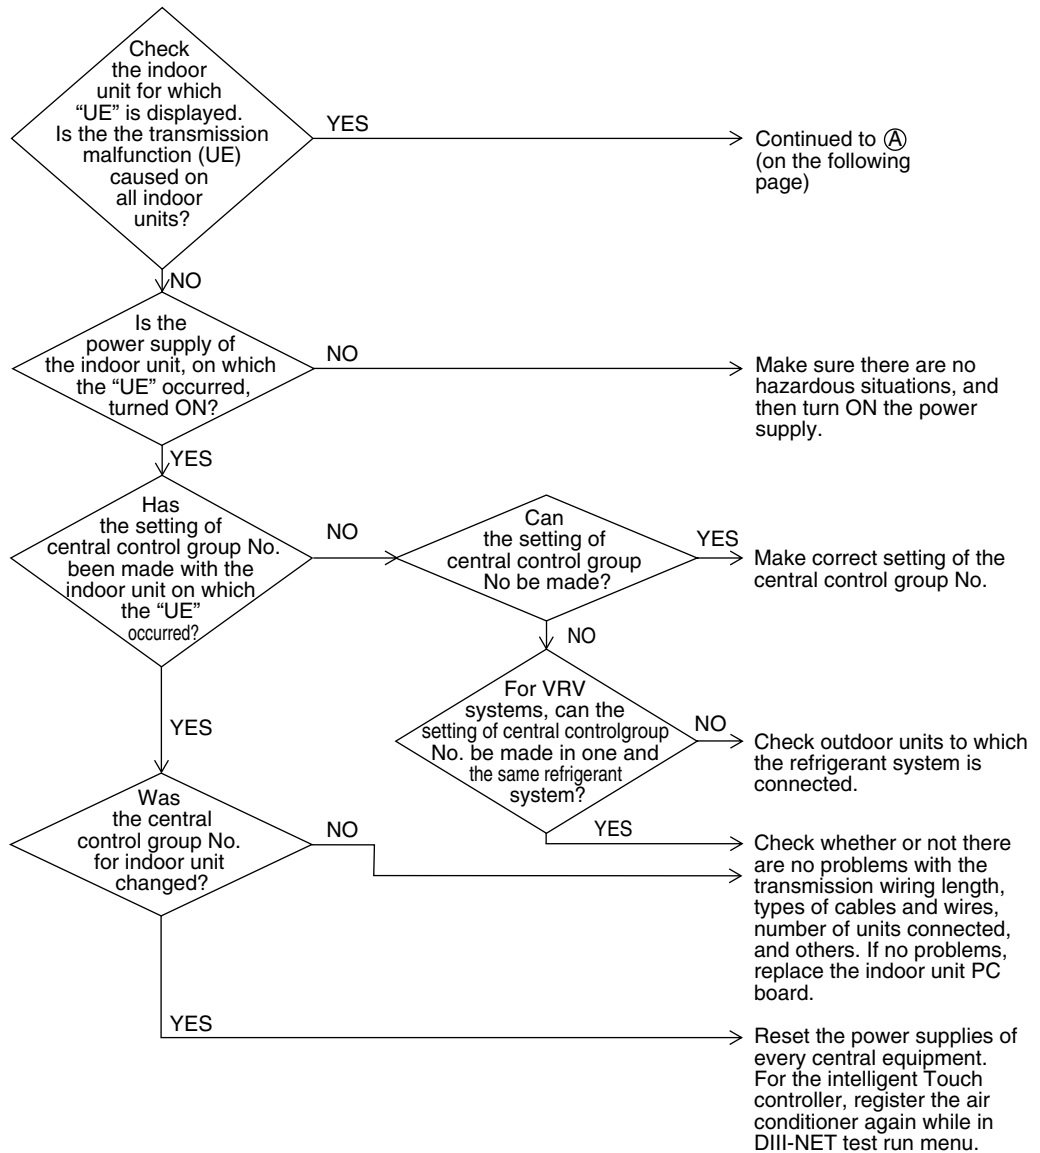 Check
the indoor
unit for which
“UE” is displayed.
Is the the transmission
malfunction (UE)
caused on
all indoor
units?
YES
Continued to Ⓐ
(on the following
page)
NO
Is the
power supply of
the indoor unit, on which
the “UE” occurred,
turned ON?
NO
Make sure there are no
hazardous situations, and
then turn ON the power
supply.
YES
Has
the setting of
central control group No.
been made with the
indoor unit on which
the “UE”
occurred?
NO
Can
the setting of
central control group
No be made?
YES
Make correct setting of the
central control group No.
NO
For VRV
systems, can the
setting of central controlgroup
No. be made in one and
the same refrigerant
system?
NO
Check outdoor units to which
the refrigerant system is
connected.
YES
YES
Was
the central
control group No.
for indoor unit
changed?
NO
Check whether or not there
are no problems with the
transmission wiring length,
types of cables and wires,
number of units connected,
and others. If no problems,
replace the indoor unit PC
board.
YES
Reset the power supplies of
every central equipment.
For the intelligent Touch
controller, register the air
conditioner again while in
DIII-NET test run menu.